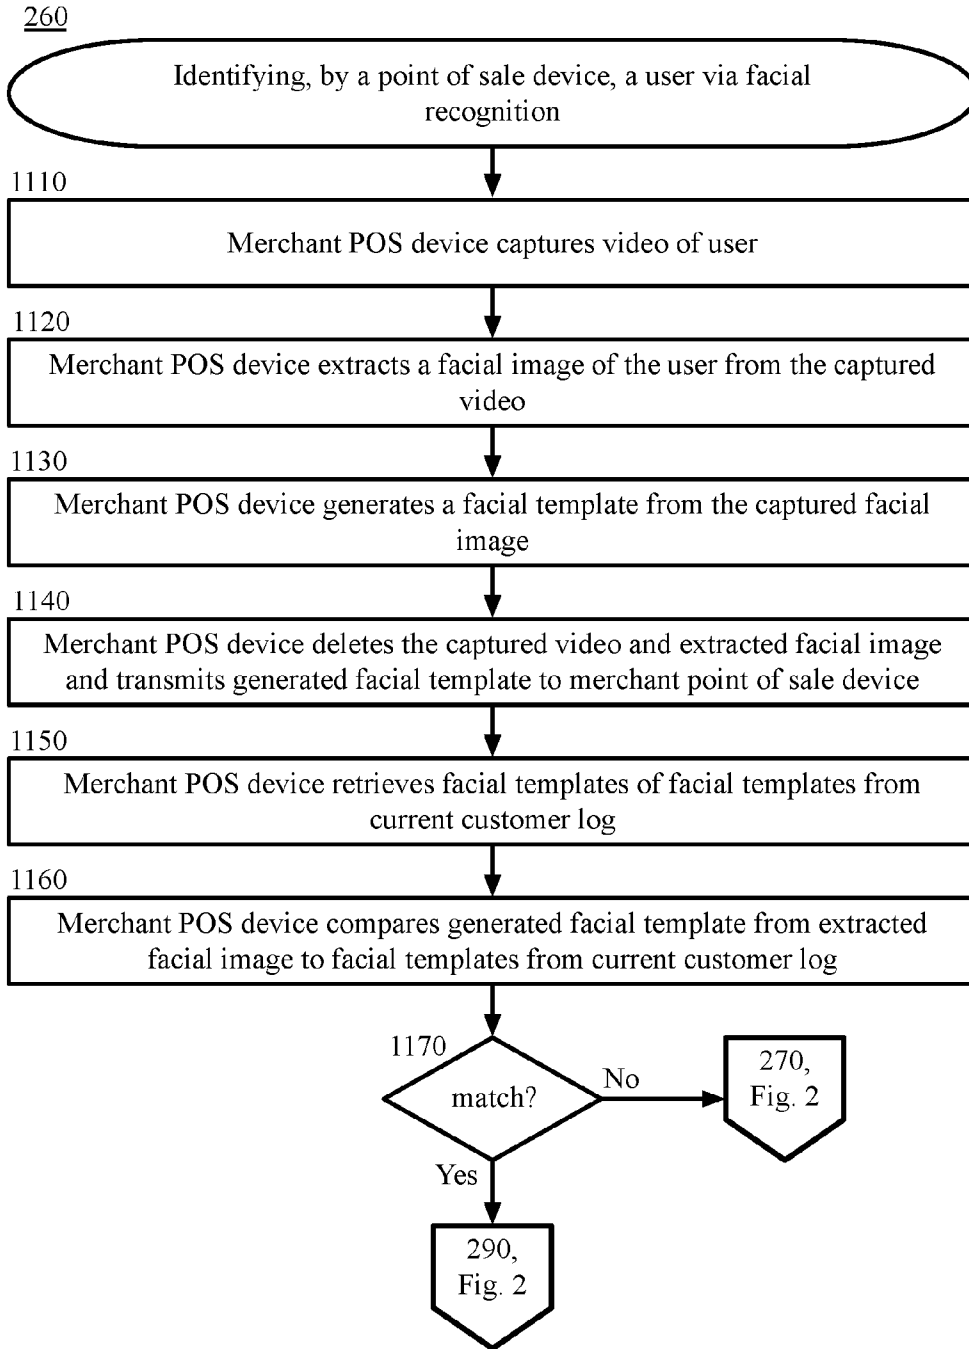 260
Identifying, by a point of sale device, a user via facial
recognition
1110
Merchant POS device captures video of user
1120
Merchant POS device extracts a facial image of the user from the captured
video
1130
Merchant POS device generates a facial template from the captured facial
image
1140
Merchant POS device deletes the captured video and extracted facial image
and transmits generated facial template to merchant point of sale device
1150
Merchant POS device retrieves facial templates of facial templates from
current customer log
1160
Merchant POS device compares generated facial template from extracted
facial image to facial templates from current customer log
1170
match?
No
270,
Fig. 2
Yes
290,
Fig. 2